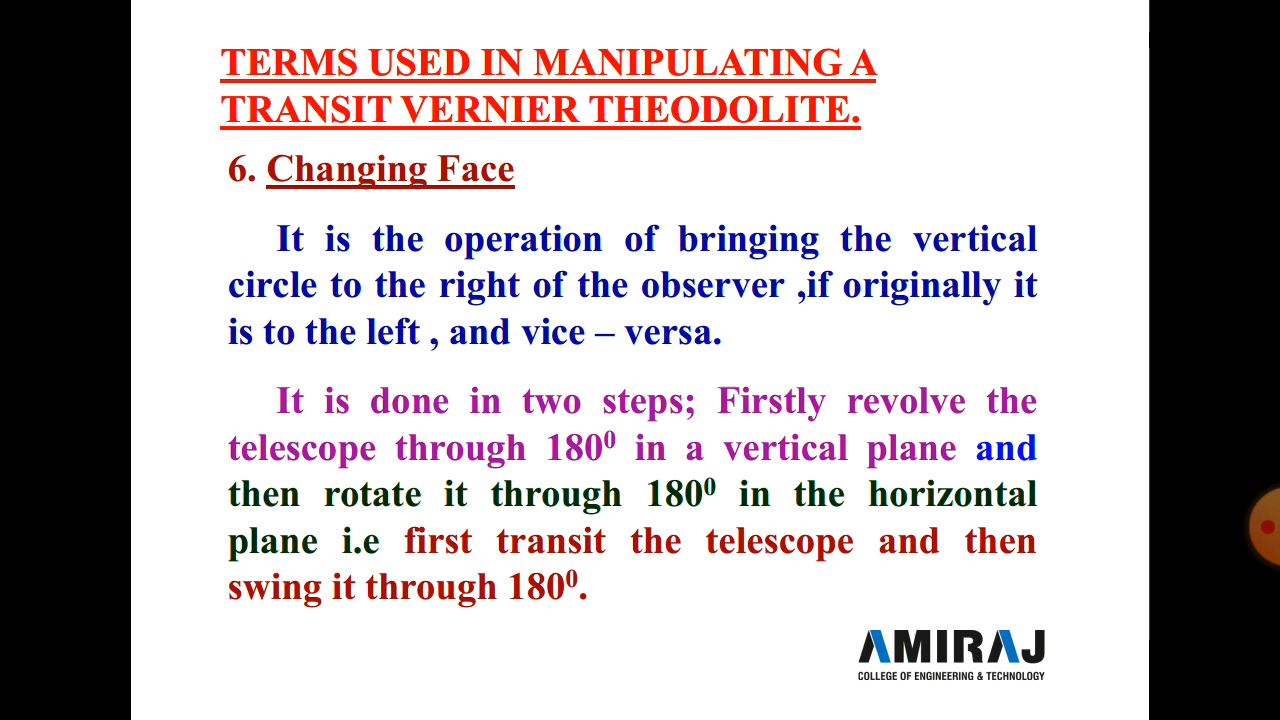 TERMS USED IN MANIPULATING A
TRANSIT VERNIER THEODOLITE.
6. Changing Face
It is the operation of bringing the vertical
circle to the right of the observer ,if originally it
is to the left , and vice – versa.
It is done in two steps; Firstly revolve the
telescope through 180⁰ in a vertical plane and
then rotate it through 180⁰ in the horizontal
plane i.e first transit the telescope and then
swing it through 180⁰.
AMIRAJ
COLLEGE OF ENGINEERING & TECHNOLOGY